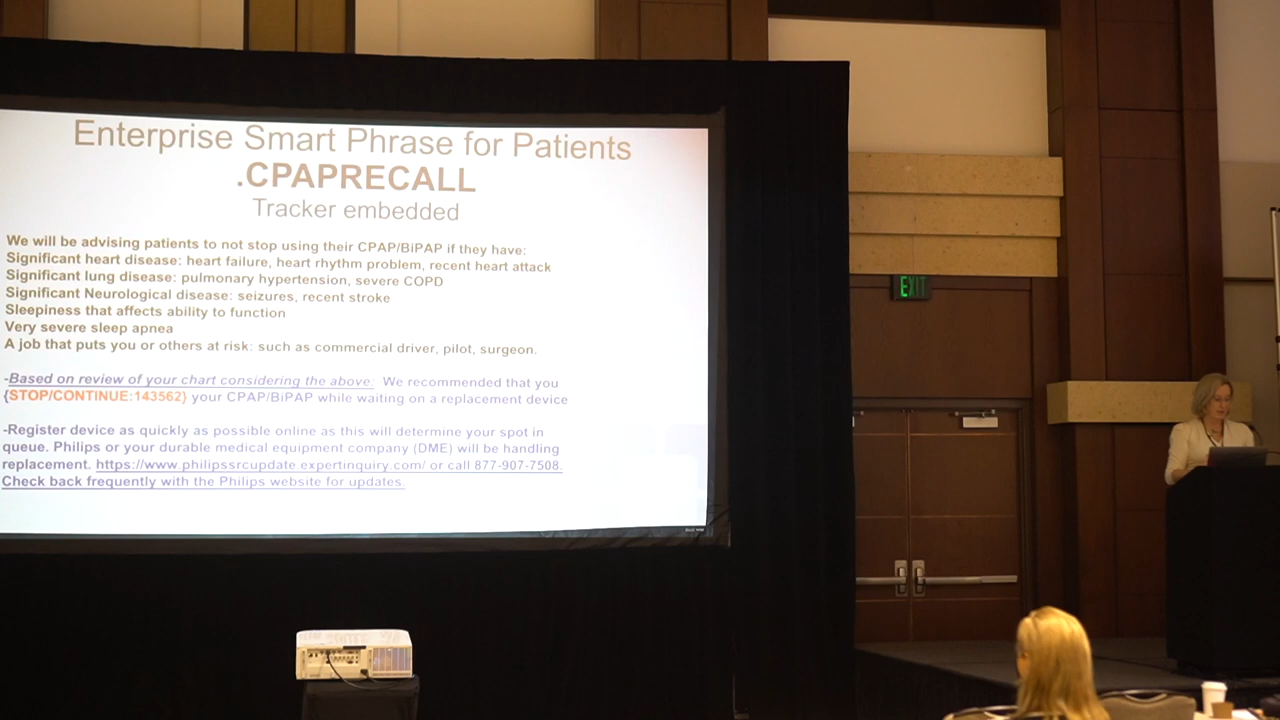 Enterprise Smart Phrase for Patients
.CPAPRECALL
Tracker embedded
We will be advising patients to not stop using their CPAP/BiPAP if they have:
Significant heart disease: heart failure, heart rhythm problem, recent heart attack
Significant lung disease: pulmonary hypertension, severe COPD
Significant Neurological disease: seizures, recent stroke
Sleepiness that affects ability to function
Very severe sleep apnea
A job that puts you or others at risk: such as commercial driver, pilot, surgeon.
-Based on review of your chart considering the above: We recommended that you
{STOP/CONTINUE:143562} your CPAP/BiPAP while waiting on a replacement device
-Register device as quickly as possible online as this will determine your spot in
queue. Philips or your durable medical equipment company (DME) will be handling
replacement. https://www.philipssrcupdate.expertinquiry.com/ or call 877-907-7508.
Check back frequently with the Philips website for updates.
EXIT